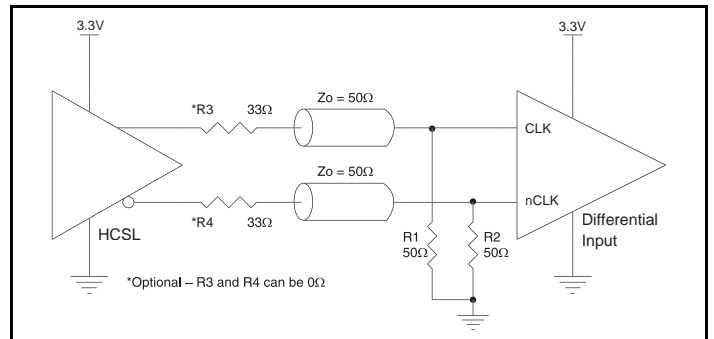 3.3V
3.3V
*R3 33Ω
Zo = 50Ω
CLK
Zo = 50Ω
*R4 33Ω
nCLK
HCSL
R1
50Ω
R2
50Ω
Differential
Input
*Optional – R3 and R4 can be 0Ω